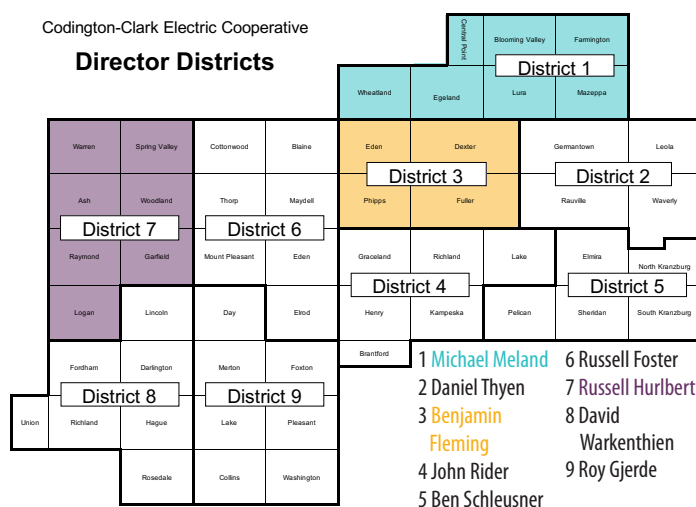 Codington-Clark Electric Cooperative
Director Districts
Central Point
Blooming Valley
Farmington
District 1
Wheatland
Egeland
Lura
Mazeppa
Warren
Spring Valley
Cottonwood
Blaine
Eden
Dexter
Germantown
Leola
District 3
District 2
Ash
Woodland
Thorp
Maydell
Phipps
Fuller
Rauville
Waverly
District 7
District 6
Raymond
Garfield
Mount Pleasant
Eden
Graceland
Richland
Lake
Elmira
North Kranzburg
District 4
District 5
Logan
Lincoln
Day
Elrod
Henry
Kampeska
Pelican
Sheridan
South Kranzburg
Brantford
Fordham
Darlington
Merton
Foxton
District 8
District 9
Union
Richland
Hague
Lake
Pleasant
Rosedale
Collins
Washington
1 Michael Meland
2 Daniel Thyen
3 Benjamin
Fleming
4 John Rider
5 Ben Schleusner
6 Russell Foster
7 Russell Hurlbert
8 David
Warkenthien
9 Roy Gjerde